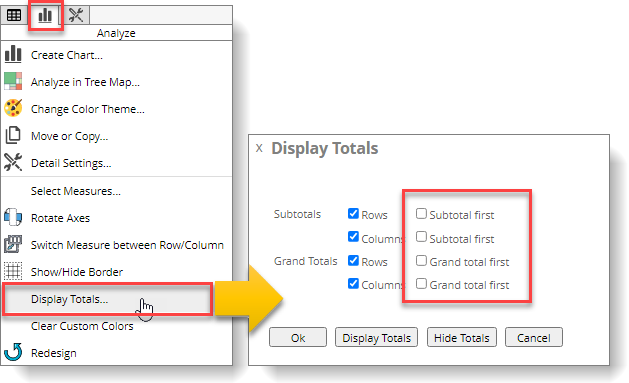 Analyze
Create Chart...
Analyze in Tree Map...
Change Color Theme...
Move or Copy...
Detail Settings...
Select Measures...
Rotate Axes
Switch Measure between Row/Column
Show/Hide Border
Display Totals...
Clear Custom Colors
Redesign
x Display Totals
Subtotals Rows Subtotal first
Columns Subtotal first
Grand Totals Rows Grand total first
Columns Grand total first
Ok Display Totals Hide Totals Cancel